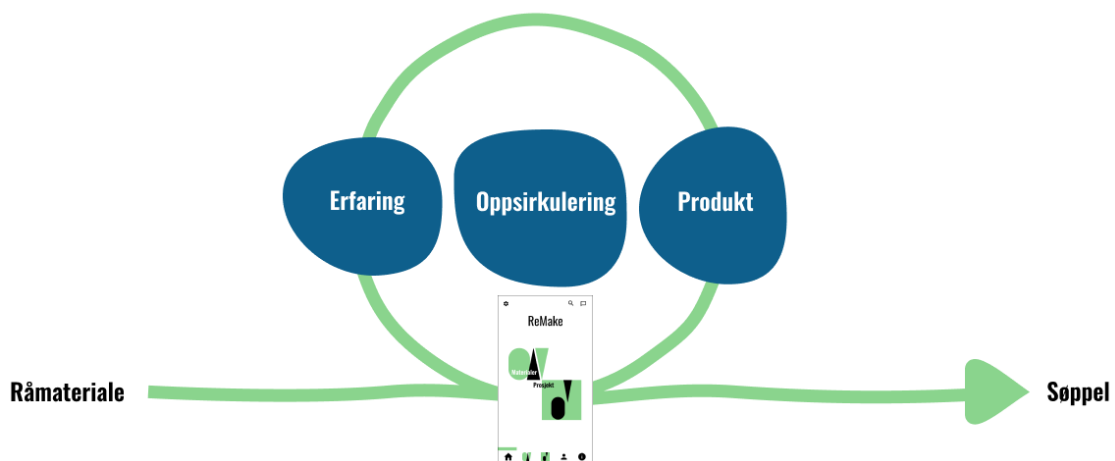 Erfaring
Oppsirkulering
Produkt
ReMake
Materialer
Prosjekt
Råmateriale
Søppel